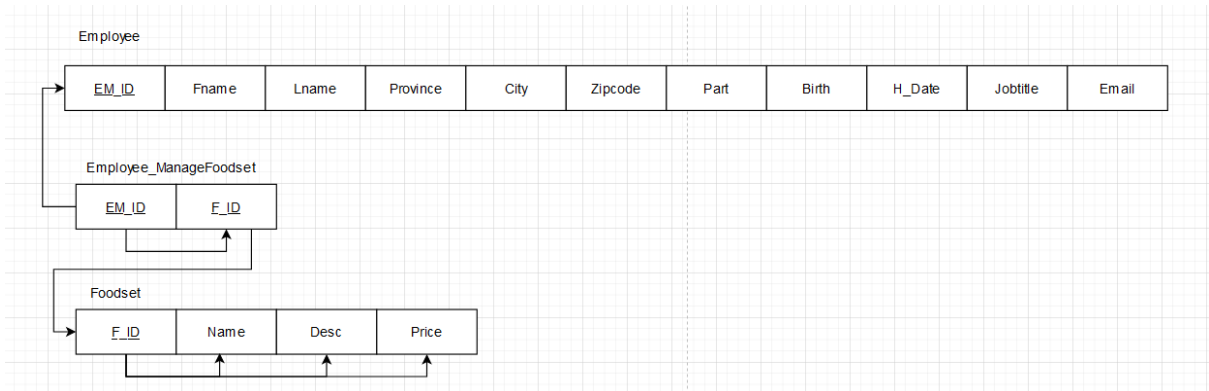 Employee
EM_ID Fname Lname Province City Zipcode Part Birth H_Date Jobtitle Email
Employee_ManageFoodset
EM_ID F_ID
Foodset
F_ID Name Desc Price